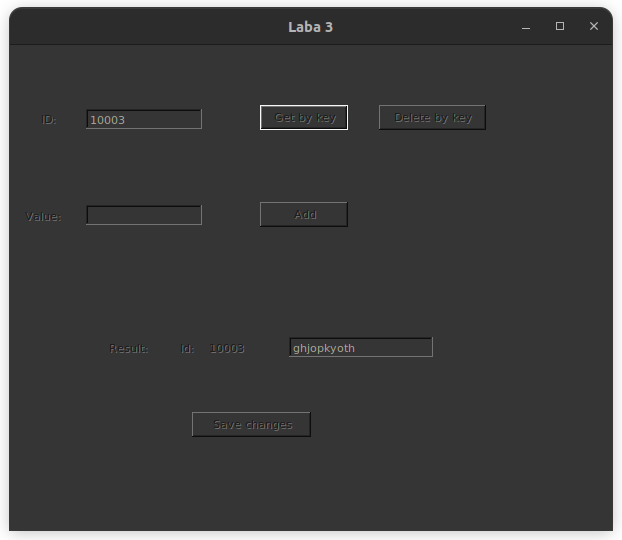 Laba 3
ID: 10003 Get by key Delete by key
Value: Add
Result: Id: 10003 ghjopkyoth
Save changes